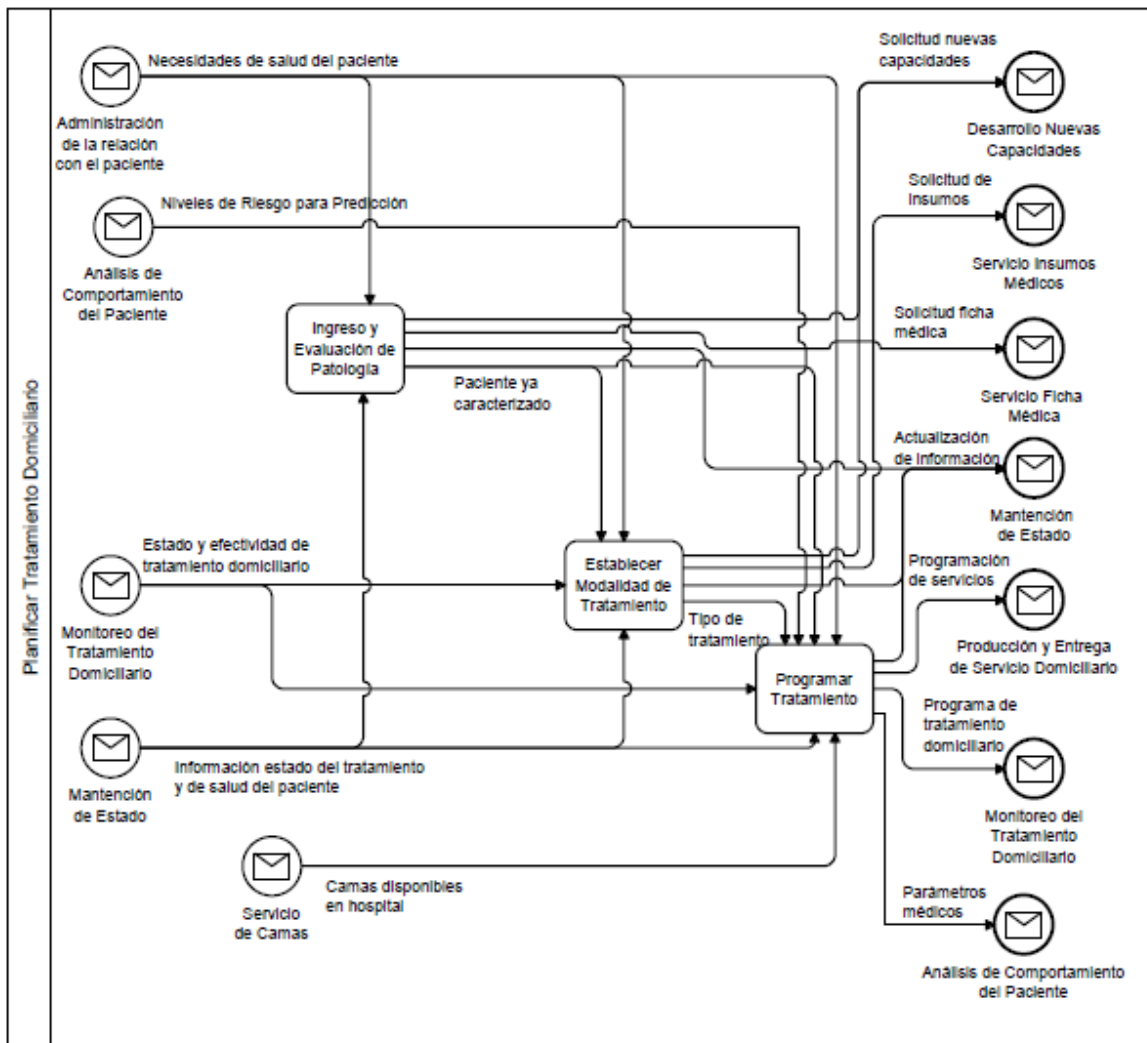 Planificar Tratamiento Domiciliario
Necesidades de salud del paciente
Administración
de la relación
con el paciente
Niveles de Riesgo para Predicción
Análisis de
Comportamiento
del Paciente
Ingreso y
Evaluación de
Patología
Paciente ya
caracterizado
Estado y efectividad de
tratamiento domiciliario
Monitoreo del
Tratamiento
Domiciliario
Establecer
Modalidad de
Tratamiento
Tipo de
tratamiento
Programar
Tratamiento
Mantención
de Estado
Información estado del tratamiento
y de salud del paciente
Servicio
de Camas
Camas disponibles
en hospital
Solicitud nuevas
capacidades
Desarrollo Nuevas
Capacidades
Solicitud de
Insumos
Servicio Insumos
Médicos
Solicitud ficha
médica
Servicio Ficha
Médica
Actualización
de información
Mantención
de Estado
Programación
de servicios
Producción y Entrega
de Servicio Domiciliario
Programa de
tratamiento
domiciliario
Monitoreo del
Tratamiento
Domiciliario
Parámetros
médicos
Análisis de Comportamiento
del Paciente